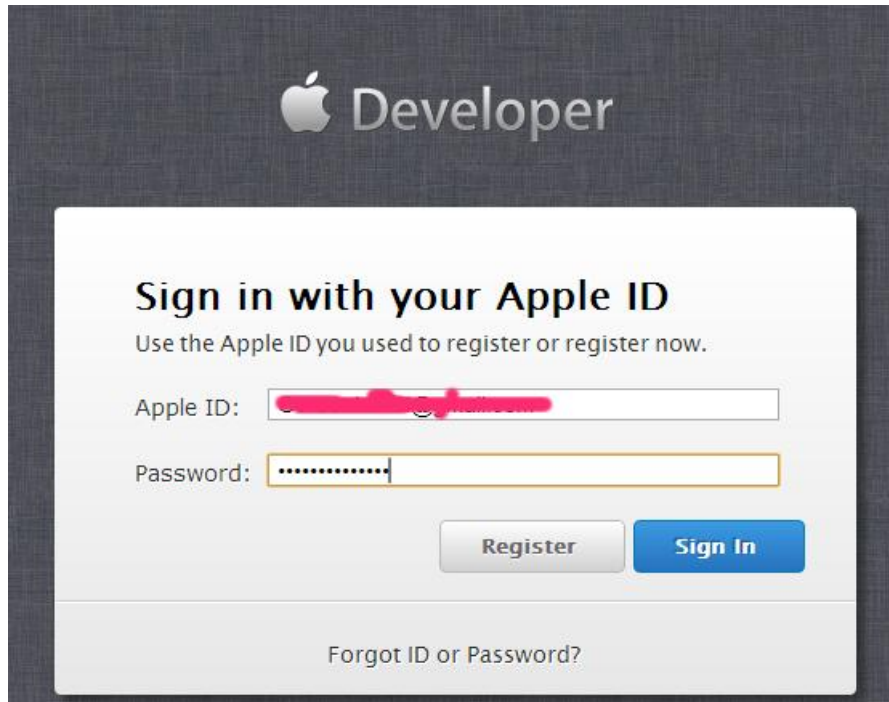 Developer
Sign in with your Apple ID
Use the Apple ID you used to register or register now.
Apple ID:
Password: ••••••••••••••
Register Sign In
Forgot ID or Password?